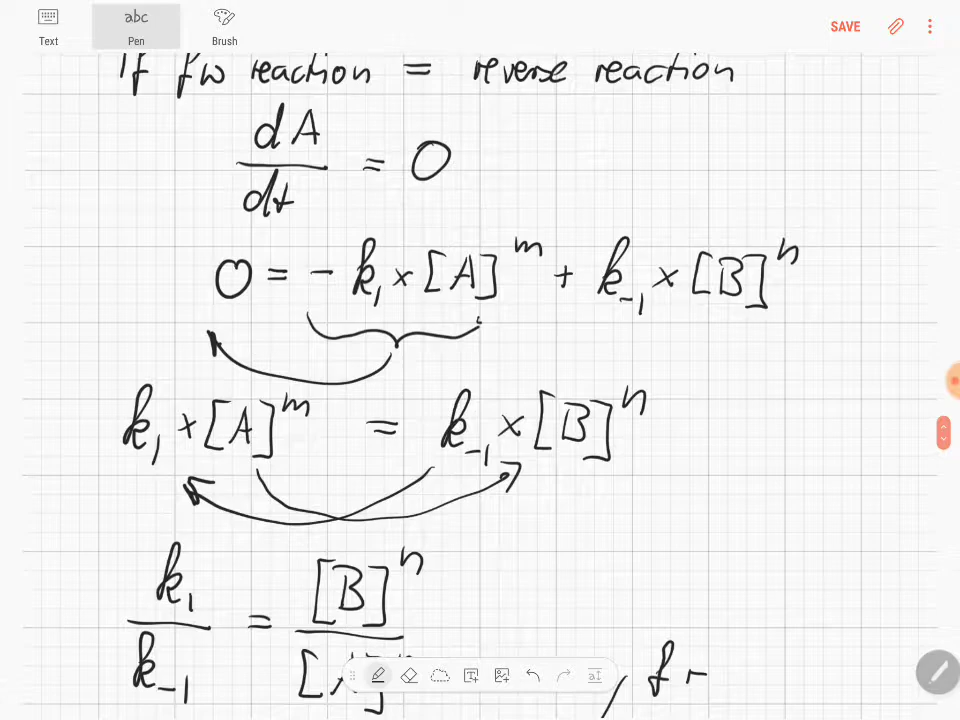 Text Pen Brush SAVE
If fw reaction = reverse reaction
dA
dt = 0
0 = - k₁ × [A]ᵐ + k₋₁ × [B]ⁿ
k₁ × [A]ᵐ = k₋₁ × [B]ⁿ
k₁ = [B]ⁿ
k₋₁ [A]